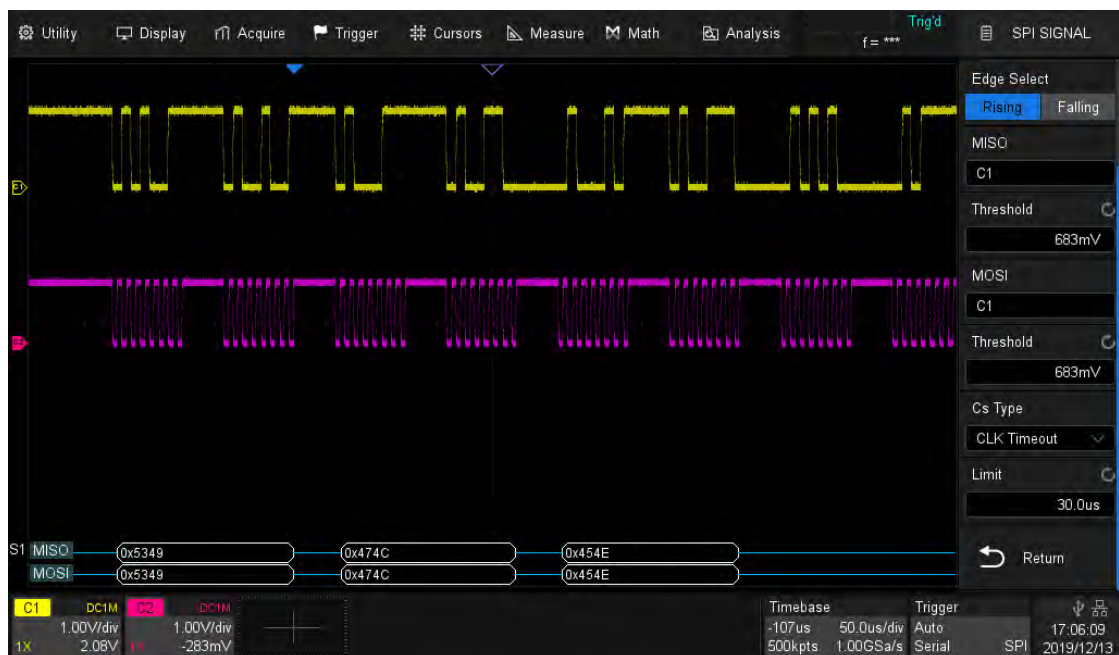 Utility Display Acquire Trigger Cursors Measure Math Analysis f = *** Trig'd SPI SIGNAL
Edge Select
Rising Falling
MISO
C1
Threshold
683mV
MOSI
C1
Threshold
683mV
Cs Type
CLK Timeout
Limit
30.0us
Return
C1
C2
S1 MISO 0x5349 0x474C 0x454E
MOSI 0x5349 0x474C 0x454E
C1 DC1M C2 DC1M Timebase Trigger
1.00V/div 1.00V/div -107us 50.0us/div Auto 17:06:09
1X 2.08V 1X -283mV 500kpts 1.00GSa/s Serial SPI 2019/12/13